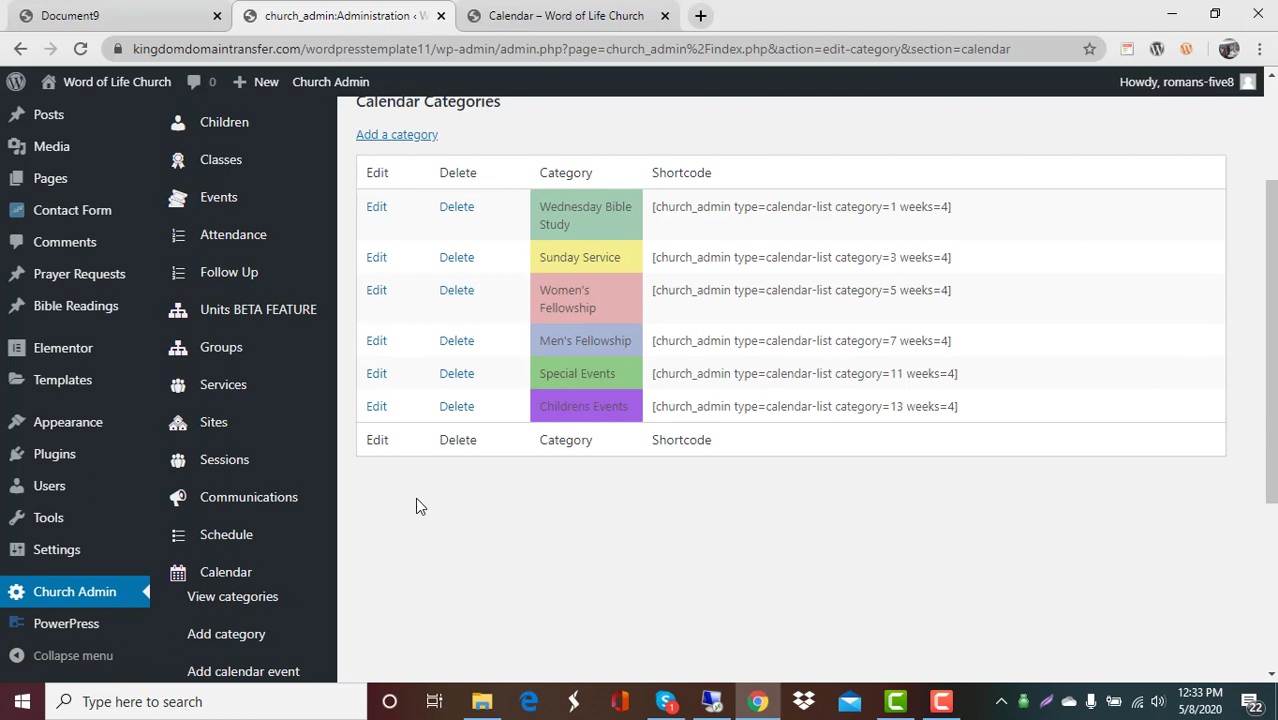 Document9
church_admin:Administration ‹ W
Calendar – Word of Life Church
kingdomdomaintransfer.com/wordpresstemplate11/wp-admin/admin.php?page=church_admin%2Findex.php&action=edit-category&section=calendar
Word of Life Church
0
New
Church Admin
Howdy, romans-five8
Posts
Media
Pages
Contact Form
Comments
Prayer Requests
Bible Readings
Elementor
Templates
Appearance
Plugins
Users
Tools
Settings
Church Admin
PowerPress
Collapse menu
Children
Classes
Events
Attendance
Follow Up
Units BETA FEATURE
Groups
Services
Sites
Sessions
Communications
Schedule
Calendar
View categories
Add category
Add calendar event
Calendar Categories
Add a category
Edit Delete Category Shortcode
Edit Delete Wednesday Bible Study [church_admin type=calendar-list category=1 weeks=4]
Edit Delete Sunday Service [church_admin type=calendar-list category=3 weeks=4]
Edit Delete Women's Fellowship [church_admin type=calendar-list category=5 weeks=4]
Edit Delete Men's Fellowship [church_admin type=calendar-list category=7 weeks=4]
Edit Delete Special Events [church_admin type=calendar-list category=11 weeks=4]
Edit Delete Childrens Events [church_admin type=calendar-list category=13 weeks=4]
Edit Delete Category Shortcode
Type here to search
1
12:33 PM
5/8/2020
22